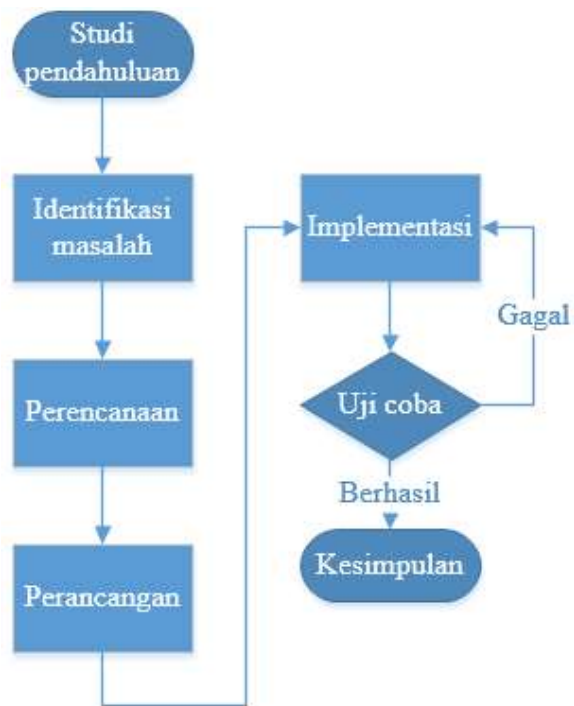 Studi
pendahuluan
Identifikasi
masalah
Perencanaan
Perancangan
Implementasi
Gagal
Uji coba
Berhasil
Kesimpulan